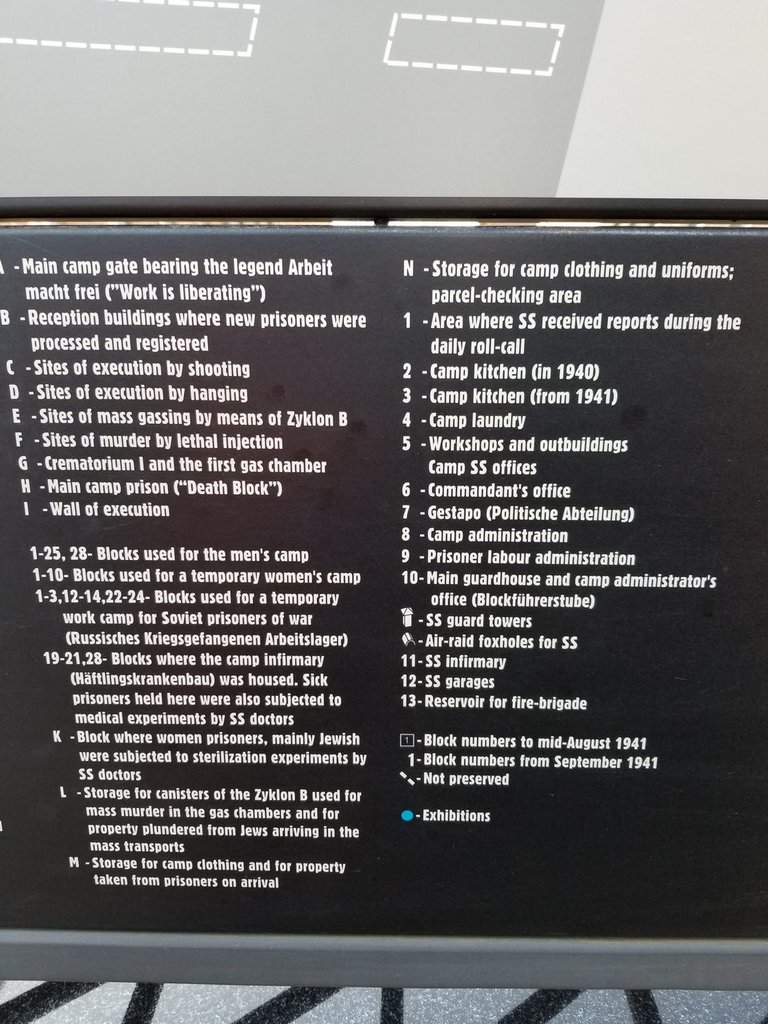 A - Main camp gate bearing the legend Arbeit
macht frei ("Work is liberating")
B - Reception buildings where new prisoners were
processed and registered
C - Sites of execution by shooting
D - Sites of execution by hanging
E - Sites of mass gassing by means of Zyklon B
F - Sites of murder by lethal injection
G - Crematorium I and the first gas chamber
H - Main camp prison ("Death Block")
I - Wall of execution
1-25, 28- Blocks used for the men's camp
1-10- Blocks used for a temporary women's camp
1-3,12-14,22-24- Blocks used for a temporary
work camp for Soviet prisoners of war
(Russisches Kriegsgefangenen Arbeitslager)
19-21,28- Blocks where the camp infirmary
(Häftlingskrankenbau) was housed. Sick
prisoners held here were also subjected to
medical experiments by SS doctors
K - Block where women prisoners, mainly Jewish
were subjected to sterilization experiments by
SS doctors
L - Storage for canisters of the Zyklon B used for
mass murder in the gas chambers and for
property plundered from Jews arriving in the
mass transports
M - Storage for camp clothing and for property
taken from prisoners on arrival
N - Storage for camp clothing and uniforms;
parcel-checking area
1 - Area where SS received reports during the
daily roll-call
2 - Camp kitchen (in 1940)
3 - Camp kitchen (from 1941)
4 - Camp laundry
5 - Workshops and outbuildings
Camp SS offices
6 - Commandant's office
7 - Gestapo (Politische Abteilung)
8 - Camp administration
9 - Prisoner labour administration
10- Main guardhouse and camp administrator's
office (Blockführerstube)
- SS guard towers
- Air-raid foxholes for SS
11- SS infirmary
12- SS garages
13- Reservoir for fire-brigade
1 - Block numbers to mid-August 1941
1- Block numbers from September 1941
- Not preserved
- Exhibitions